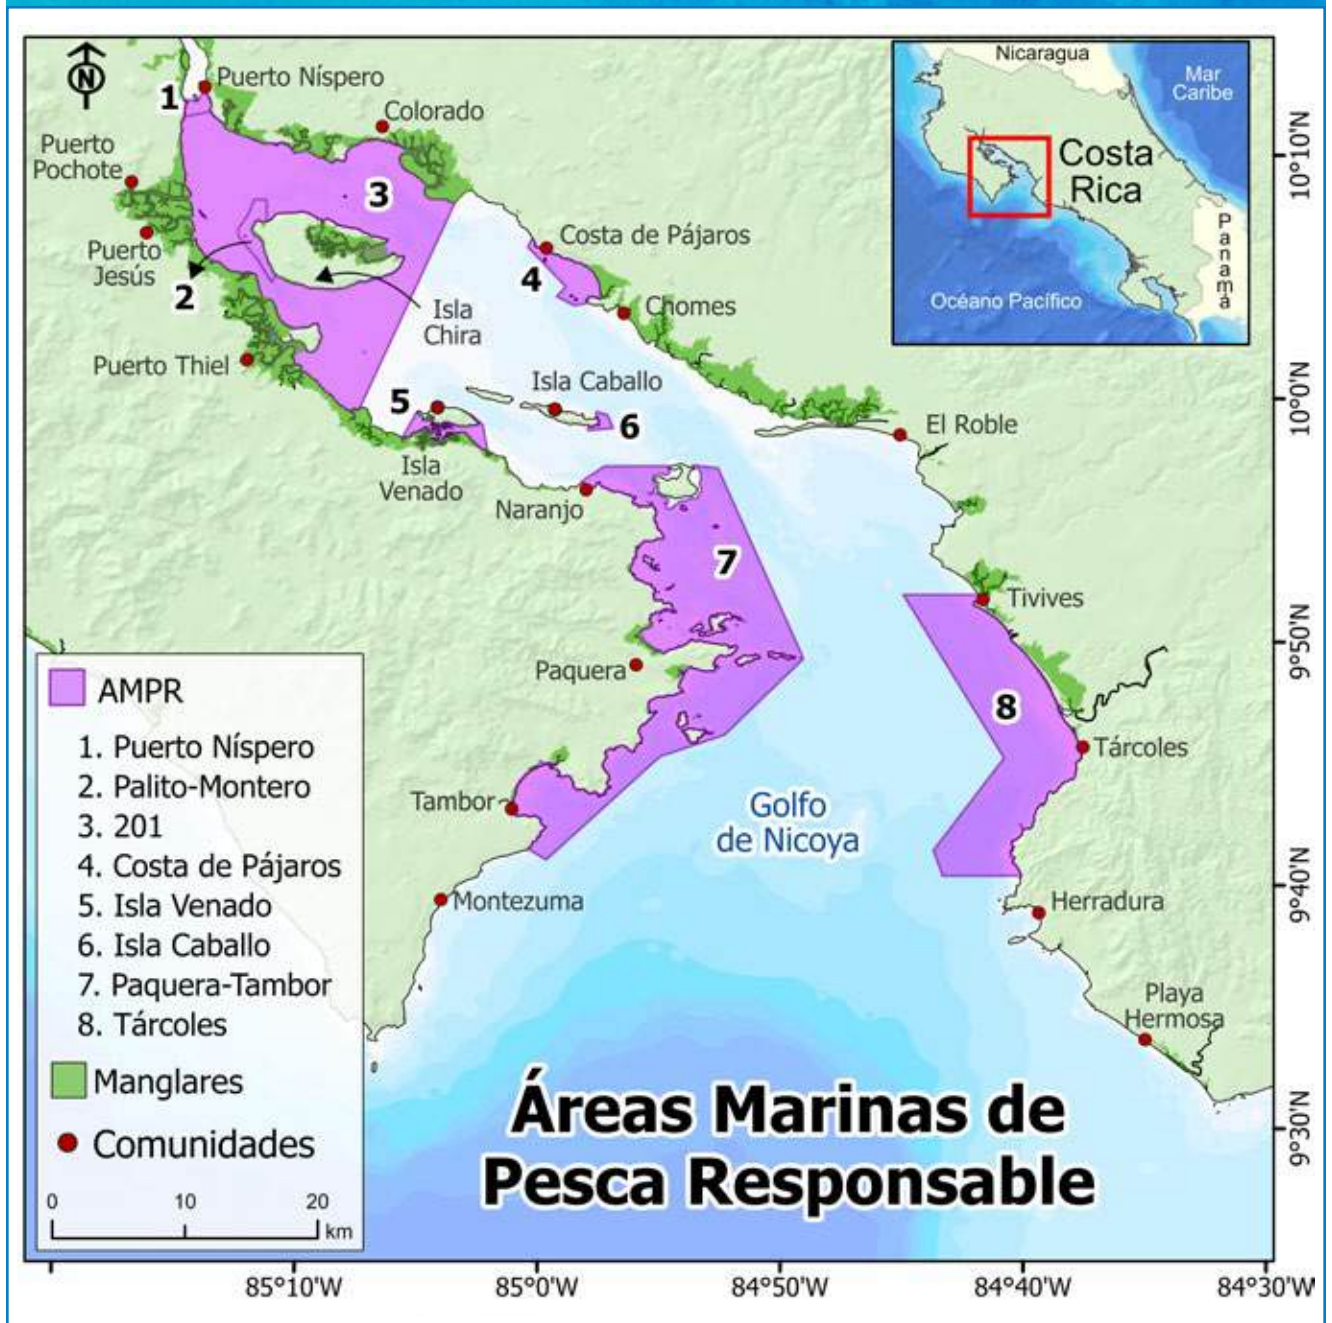 N
Puerto Níspero
1
Colorado
Puerto
Pochote
3
Puerto
Jesús
2
Costa de Pájaros
4
Isla
Chira
Chomes
Puerto Thiel
Isla Caballo
5
6
El Roble
Isla
Venado
Naranjo
7
Tivives
Paquera
8
Tárcoles
Tambor
Golfo
de Nicoya
Montezuma
Herradura
Playa
Hermosa
Nicaragua
Mar
Caribe
Costa
Rica
Panamá
Océano Pacífico
AMPR
1. Puerto Níspero
2. Palito-Montero
3. 201
4. Costa de Pájaros
5. Isla Venado
6. Isla Caballo
7. Paquera-Tambor
8. Tárcoles
Manglares
Comunidades
0 10 20
km
Áreas Marinas de
Pesca Responsable
10°10'N
10°0'N
9°50'N
9°40'N
9°30'N
85°10'W 85°0'W 84°50'W 84°40'W 84°30'W